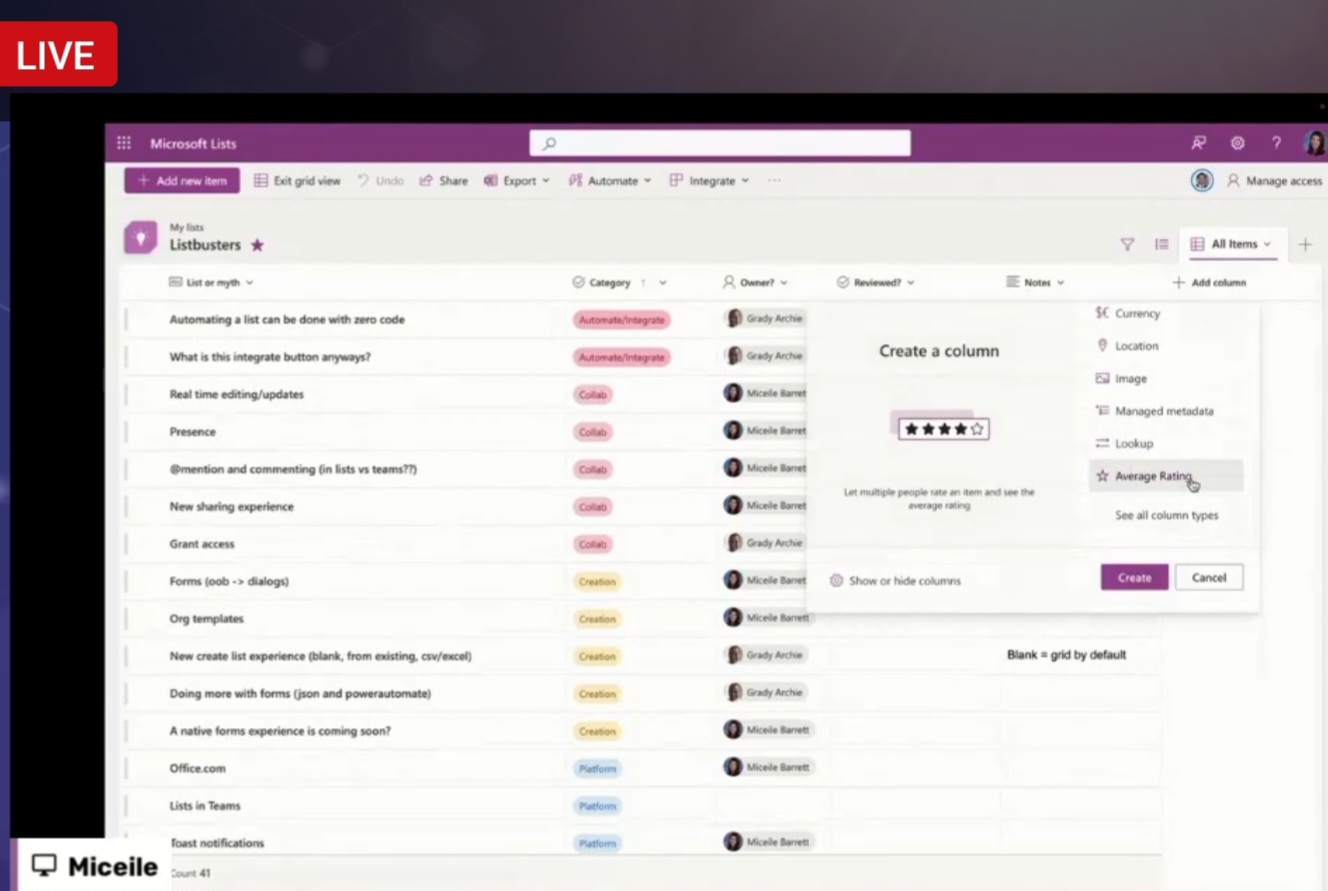 LIVE
Microsoft Lists
Add new item Exit grid view Undo Share Export Automate Integrate ··· Manage access
My lists
Listbusters
All Items
List or myth Category Owner? Reviewed? Notes Add column
Automating a list can be done with zero code Automate/Integrate Grady Archie
What is this integrate button anyways? Automate/Integrate Grady Archie
Real time editing/updates Collab Miceile Barret
Presence Collab Miceile Barret
@mention and commenting (in lists vs teams??) Collab Miceile Barret
New sharing experience Collab Miceile Barret
Grant access Collab Grady Archie
Forms (oob -> dialogs) Creation Miceile Barret
Org templates Creation Miceile Barrett
New create list experience (blank, from existing, csv/excel) Creation Grady Archie Blank = grid by default
Doing more with forms (json and powerautomate) Creation Grady Archie
A native forms experience is coming soon? Creation Miceile Barrett
Office.com Platform Miceile Barrett
Lists in Teams Platform
Toast notifications Platform Miceile Barrett
Count 41
Create a column
Let multiple people rate an item and see the
average rating
$€ Currency
Location
Image
Managed metadata
Lookup
Average Rating
See all column types
Show or hide columns
Create Cancel
Miceile